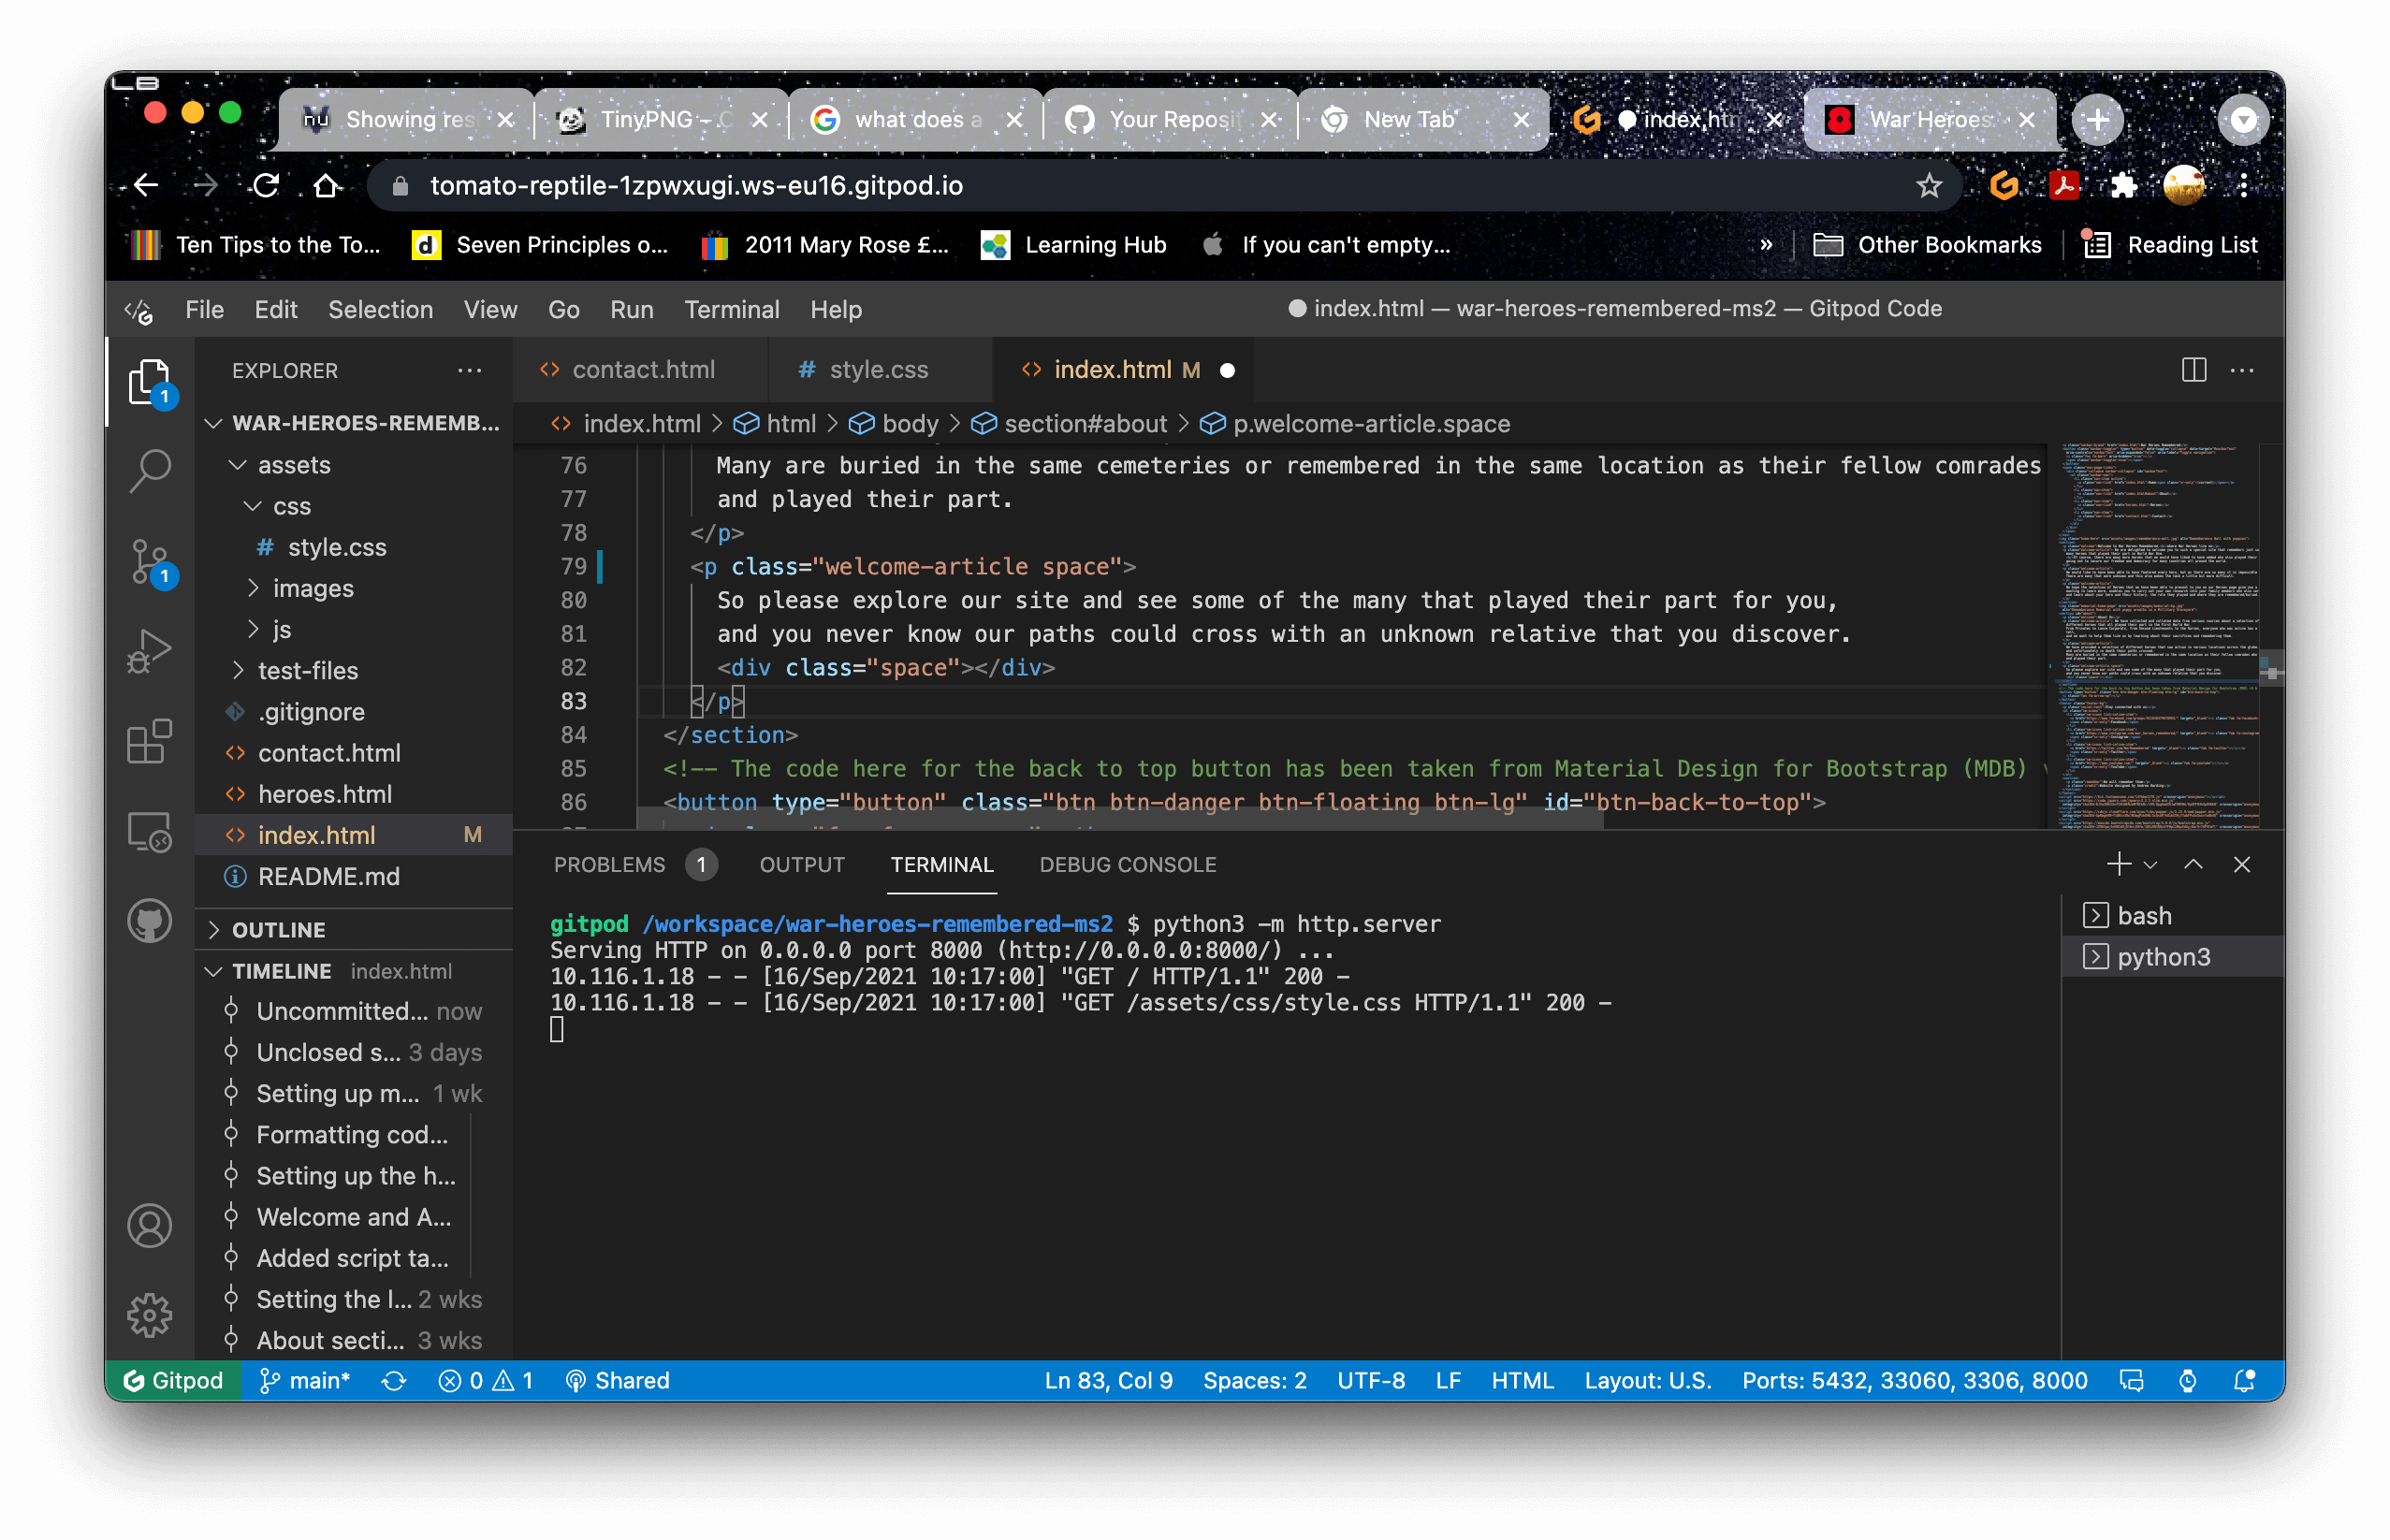 Showing res
TinyPNG – C
what does a
Your Reposit
New Tab
index.htm
War Heroes
tomato-reptile-1zpwxugi.ws-eu16.gitpod.io
Ten Tips to the To...
Seven Principles o...
2011 Mary Rose £...
Learning Hub
If you can't empty...
»
Other Bookmarks
Reading List
File Edit Selection View Go Run Terminal Help
index.html — war-heroes-remembered-ms2 — Gitpod Code
EXPLORER
contact.html
# style.css
index.html M
WAR-HEROES-REMEMB...
index.html > html > body > section#about > p.welcome-article.space
assets
css
# style.css
images
js
test-files
.gitignore
contact.html
heroes.html
index.html M
README.md
OUTLINE
TIMELINE index.html
Uncommitted... now
Unclosed s... 3 days
Setting up m... 1 wk
Formatting cod...
Setting up the h...
Welcome and A...
Added script ta...
Setting the l... 2 wks
About secti... 3 wks
76 Many are buried in the same cemeteries or remembered in the same location as their fellow comrades
77 and played their part.
78 </p>
79 <p class="welcome-article space">
80 So please explore our site and see some of the many that played their part for you,
81 and you never know our paths could cross with an unknown relative that you discover.
82 <div class="space"></div>
83 </p>
84 </section>
85 <!-- The code here for the back to top button has been taken from Material Design for Bootstrap (MDB)
86 <button type="button" class="btn btn-danger btn-floating btn-lg" id="btn-back-to-top">
PROBLEMS 1 OUTPUT TERMINAL DEBUG CONSOLE
gitpod /workspace/war-heroes-remembered-ms2 $ python3 -m http.server
Serving HTTP on 0.0.0.0 port 8000 (http://0.0.0.0:8000/) ...
10.116.1.18 - - [16/Sep/2021 10:17:00] "GET / HTTP/1.1" 200 -
10.116.1.18 - - [16/Sep/2021 10:17:00] "GET /assets/css/style.css HTTP/1.1" 200 -
bash
python3
Gitpod main* 0 1 Shared
Ln 83, Col 9 Spaces: 2 UTF-8 LF HTML Layout: U.S. Ports: 5432, 33060, 3306, 8000